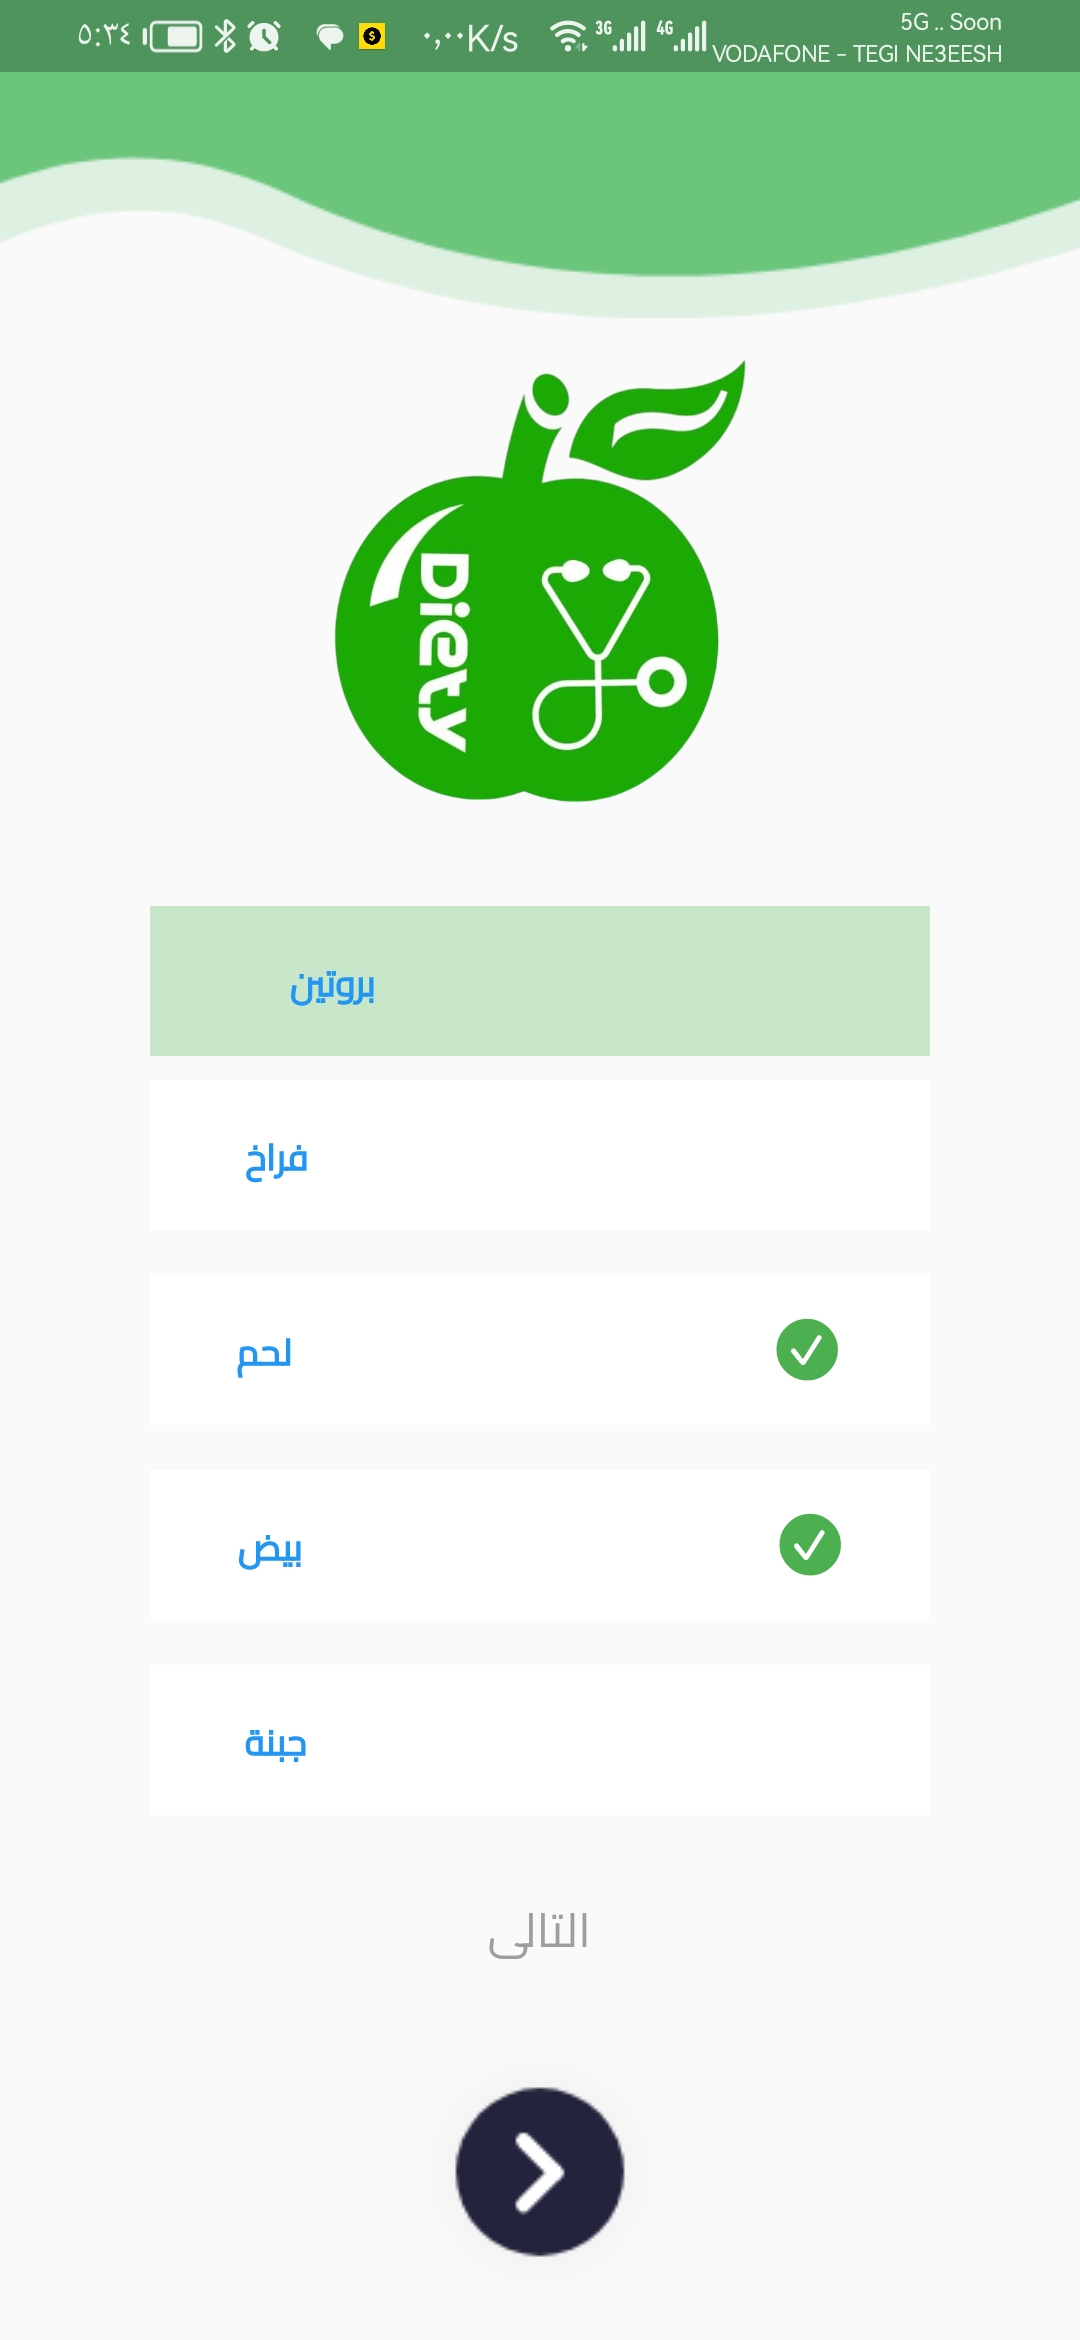 ٥:٣٤
٠,٠٠K/s
3G
4G
5G .. Soon
VODAFONE - TEGI NE3EESH
Diety
بروتين
فراخ
لحم
بيض
جبنة
التالى